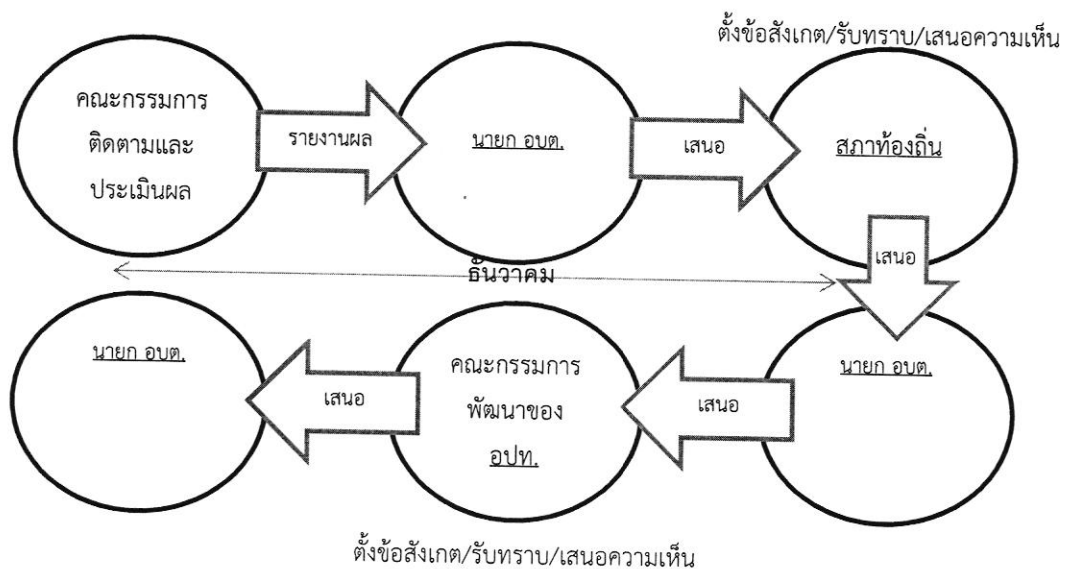 ตั้งข้อสังเกต/รับทราบ/เสนอความเห็น
คณะกรรมการ
ติดตามและ
ประเมินผล
รายงานผล
นายก อบต.
เสนอ
สภาท้องถิ่น
เสนอ
ธันวาคม
นายก อบต.
เสนอ
คณะกรรมการ
พัฒนาของ
อปท.
เสนอ
นายก อบต.
ตั้งข้อสังเกต/รับทราบ/เสนอความเห็น